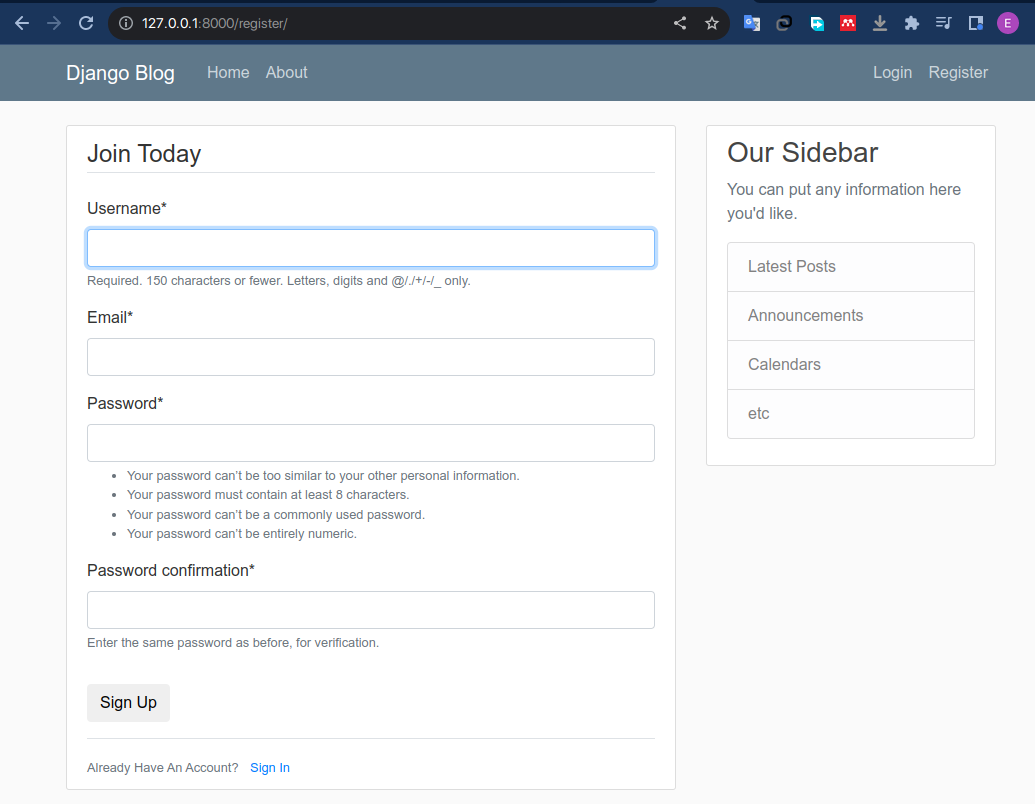 127.0.0.1:8000/register/
E
Django Blog Home About Login Register
Join Today
Username*
Required. 150 characters or fewer. Letters, digits and @/./+/-/_ only.
Email*
Password*
Your password can’t be too similar to your other personal information.
Your password must contain at least 8 characters.
Your password can’t be a commonly used password.
Your password can’t be entirely numeric.
Password confirmation*
Enter the same password as before, for verification.
Sign Up
Already Have An Account? Sign In
Our Sidebar
You can put any information here
you'd like.
Latest Posts
Announcements
Calendars
etc